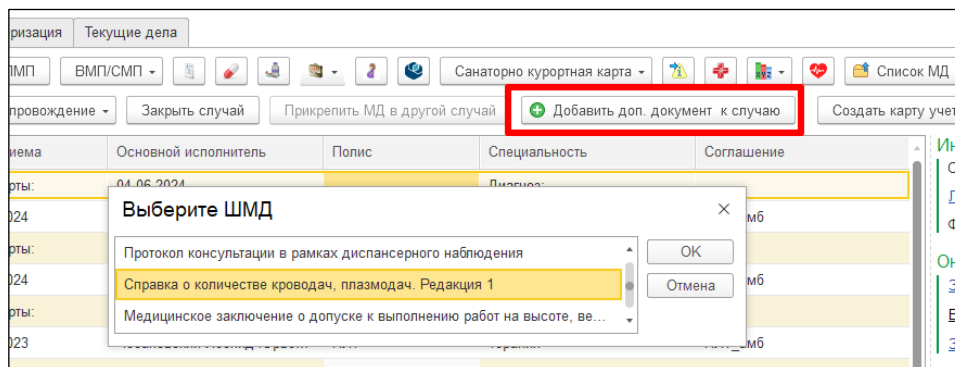 ризация Текущие дела
ВМП/СМП Санаторно курортная карта Список МД
провождение Закрыть случай Прикрепить МД в другой случай Добавить доп. документ к случаю Создать карту учет
иема Основной исполнитель Полис Специальность Соглашение Ин
рты: 04.06.2024 Диагноз:
Выберите ШМД
024 мб
Протокол консультации в рамках диспансерного наблюдения OK
рты: Он
Справка о количестве кроводач, плазмодач. Редакция 1 Отмена
024 мб
Медицинское заключение о допуске к выполнению работ на высоте, ве...
рты:
023